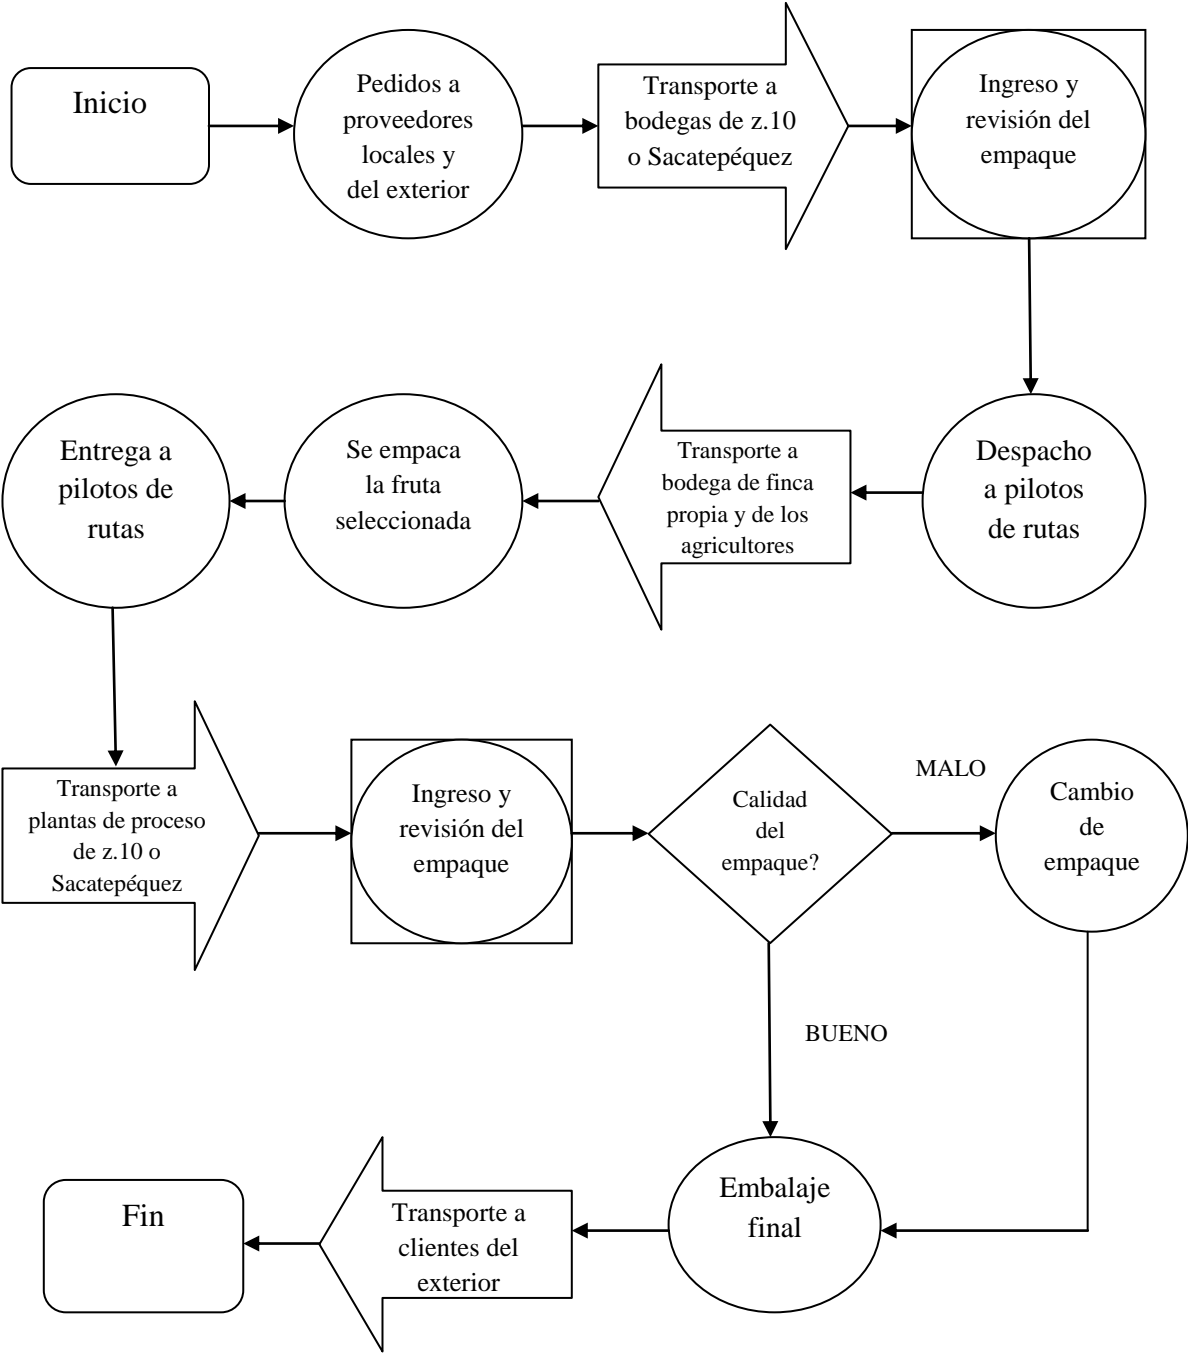 Inicio
Pedidos a
proveedores
locales y
del exterior
Transporte a
bodegas de z.10
o Sacatepéquez
Ingreso y
revisión del
empaque
Despacho
a pilotos
de rutas
Transporte a
bodega de finca
propia y de los
agricultores
Se empaca
la fruta
seleccionada
Entrega a
pilotos de
rutas
Transporte a
plantas de proceso
de z.10 o
Sacatepéquez
Ingreso y
revisión del
empaque
Calidad
del
empaque?
MALO
Cambio
de
empaque
BUENO
Embalaje
final
Transporte a
clientes del
exterior
Fin